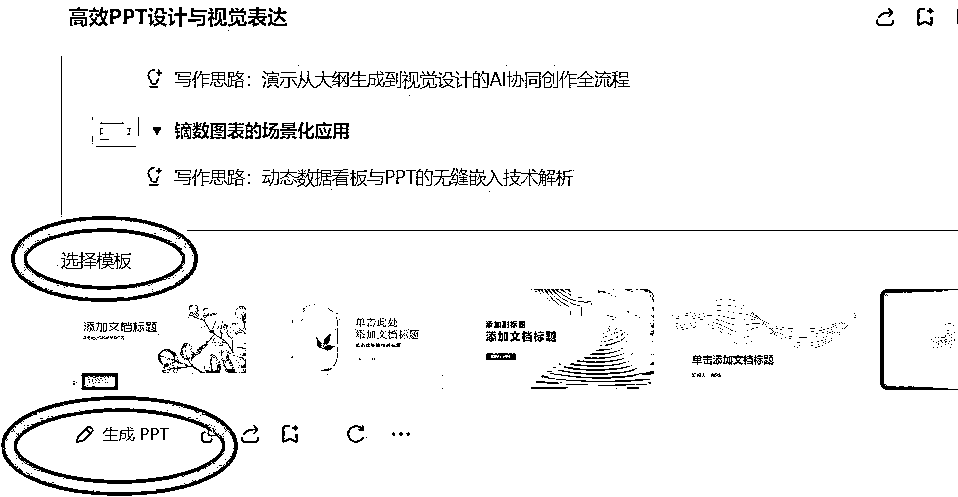 高效PPT设计与视觉表达
写作思路：演示从大纲生成到视觉设计的AI协同创作全流程
▼ 镝数图表的场景化应用
写作思路：动态数据看板与PPT的无缝嵌入技术解析
选择模板
添加文档标题
单击此处
添加文档标题
添加副标题
添加文档标题
单击添加文档标题
生成 PPT